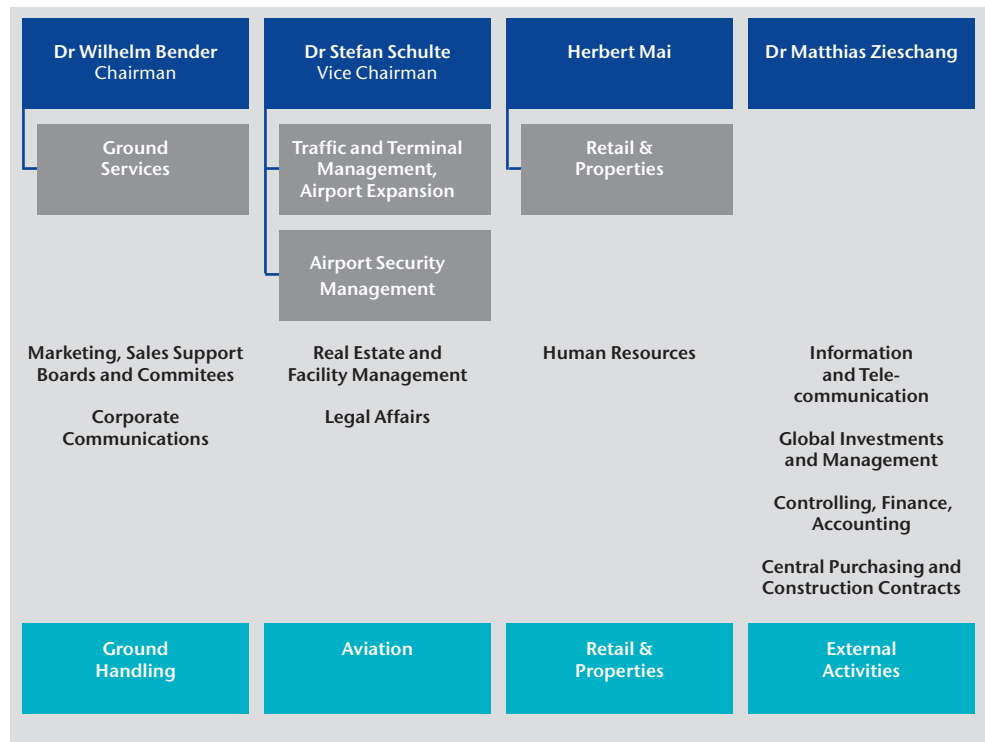 Dr Wilhelm Bender
Chairman
Ground
Services
Marketing, Sales Support
Boards and Commitees
Corporate
Communications
Ground
Handling
Dr Stefan Schulte
Vice Chairman
Traffic and Terminal
Management,
Airport Expansion
Airport Security
Management
Real Estate and
Facility Management
Legal Affairs
Aviation
Herbert Mai
Retail &
Properties
Human Resources
Retail &
Properties
Dr Matthias Zieschang
Information
and Tele-
communication
Global Investments
and Management
Controlling, Finance,
Accounting
Central Purchasing and
Construction Contracts
External
Activities